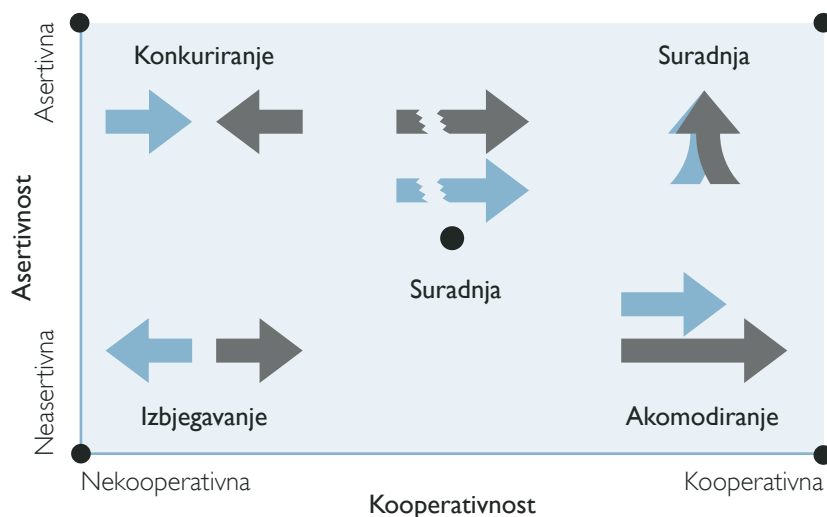 Konkuriranje
Suradnja
Asertivna
Asertivnost
Suradnja
Neasertivna
Izbjegavanje
Akomodiranje
Nekooperativna
Kooperativna
Kooperativnost